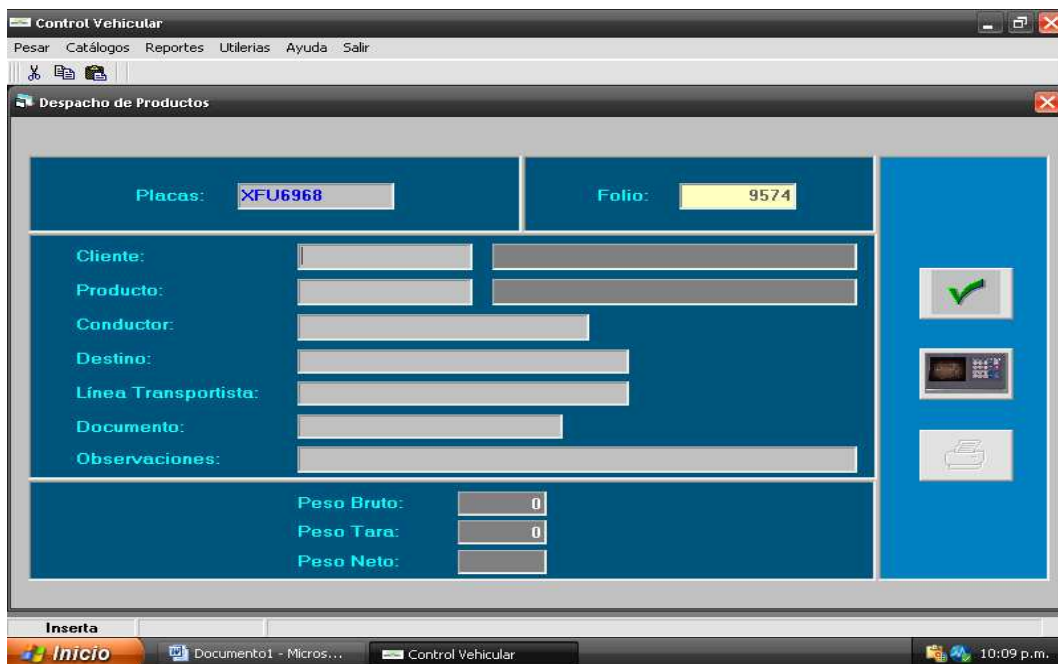 Control Vehicular
Pesar Catálogos Reportes Utilerias Ayuda Salir
Despacho de Productos
Placas: XFU6968 Folio: 9574
Cliente:
Producto:
Conductor:
Destino:
Línea Transportista:
Documento:
Observaciones:
Peso Bruto: 0
Peso Tara: 0
Peso Neto:
Inserta
Inicio Documento1 - Micros... Control Vehicular 10:09 p.m.